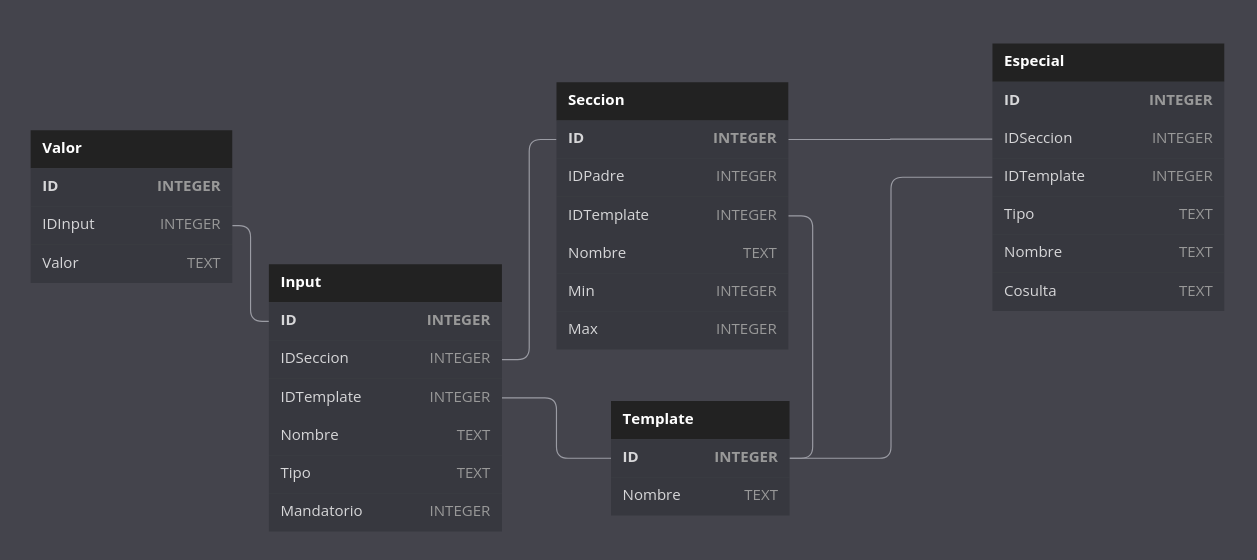 Valor
ID INTEGER
IDInput INTEGER
Valor TEXT
Input
ID INTEGER
IDSeccion INTEGER
IDTemplate INTEGER
Nombre TEXT
Tipo TEXT
Mandatorio INTEGER
Seccion
ID INTEGER
IDPadre INTEGER
IDTemplate INTEGER
Nombre TEXT
Min INTEGER
Max INTEGER
Template
ID INTEGER
Nombre TEXT
Especial
ID INTEGER
IDSeccion INTEGER
IDTemplate INTEGER
Tipo TEXT
Nombre TEXT
Cosulta TEXT